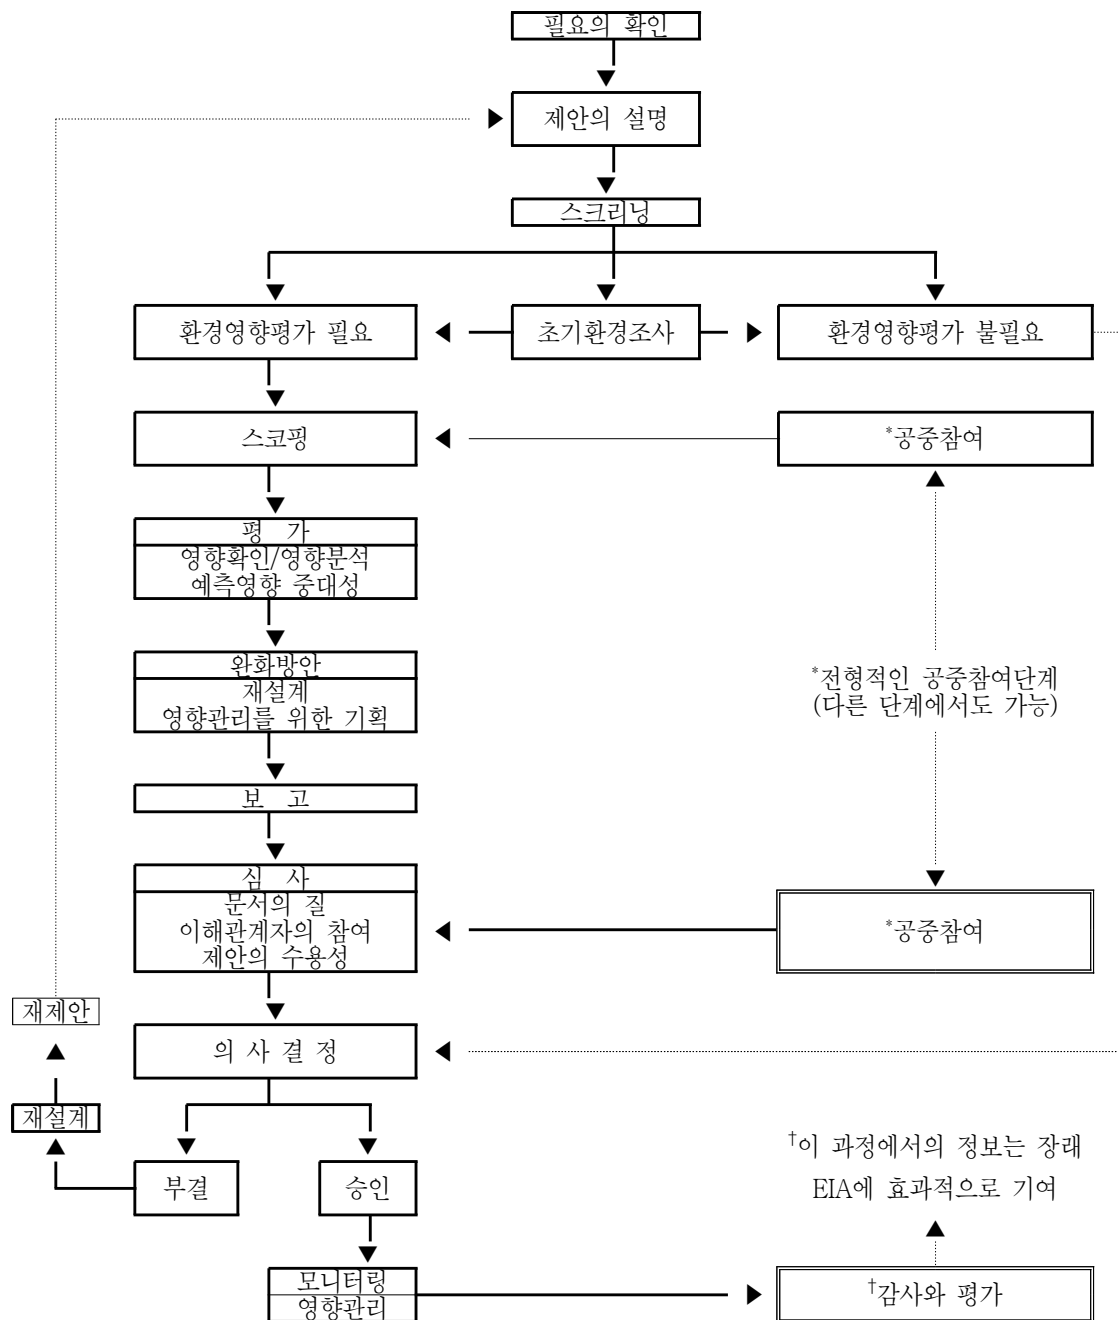 필요의 확인
제안의 설명
스크리닝
환경영향평가 필요
초기환경조사
환경영향평가 불필요
스코핑
*공중참여
평 가
영향확인/영향분석
예측영향 중대성
완화방안
재설계
영향관리를 위한 기획
*전형적인 공중참여단계
(다른 단계에서도 가능)
보 고
심 사
문서의 질
이해관계자의 참여
제안의 수용성
*공중참여
재제안
의 사 결 정
재설계
부결
승인
†이 과정에서의 정보는 장래
EIA에 효과적으로 기여
모니터링
영향관리
†감사와 평가